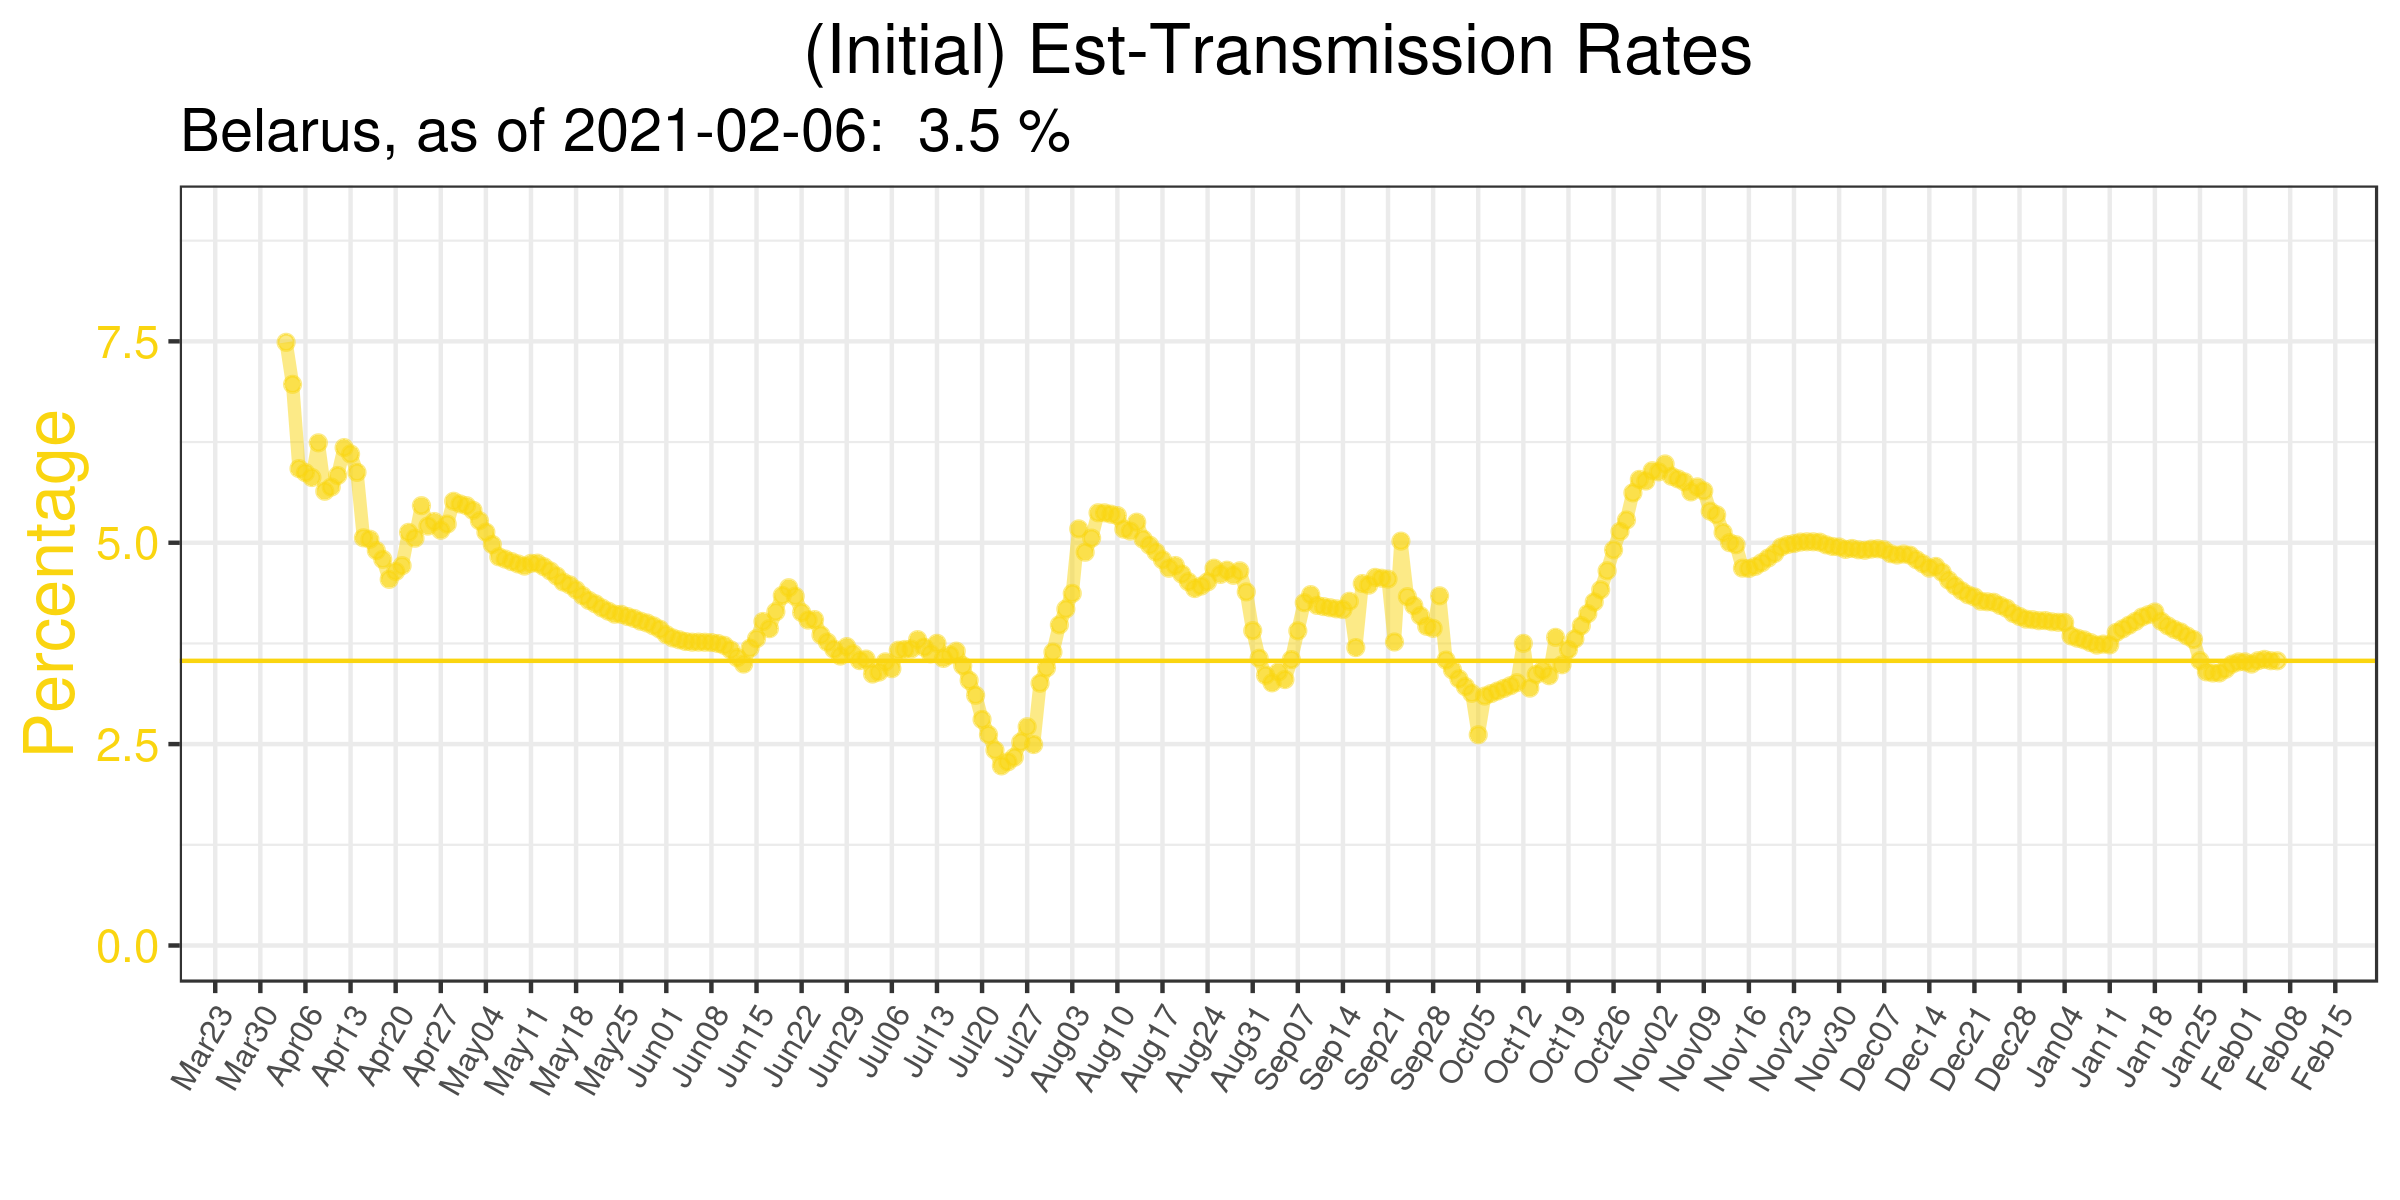 (Initial) Est-Transmission Rates
Belarus, as of 2021-02-06:  3.5 %
Percentage
7.5
5.0
2.5
0.0
Mar23
Mar30
Apr06
Apr13
Apr20
Apr27
May04
May11
May18
May25
Jun01
Jun08
Jun15
Jun22
Jun29
Jul06
Jul13
Jul20
Jul27
Aug03
Aug10
Aug17
Aug24
Aug31
Sep07
Sep14
Sep21
Sep28
Oct05
Oct12
Oct19
Oct26
Nov02
Nov09
Nov16
Nov23
Nov30
Dec07
Dec14
Dec21
Dec28
Jan04
Jan11
Jan18
Jan25
Feb01
Feb08
Feb15